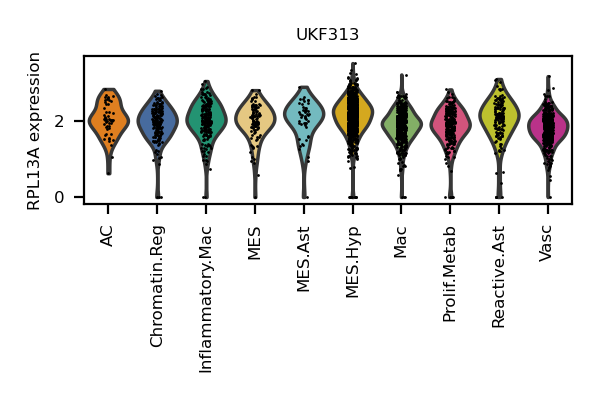 UKF313
RPL13A expression
2
0
AC
Chromatin.Reg
Inflammatory.Mac
MES
MES.Ast
MES.Hyp
Mac
Prolif.Metab
Reactive.Ast
Vasc